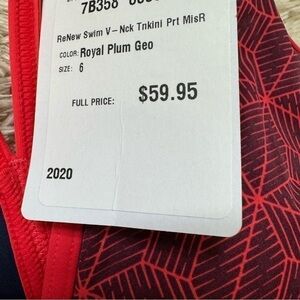 7B358
ReNew Swim V-Nck Tnkini Prt MisR
COLOR: Royal Plum Geo
SIZE: 6
FULL PRICE: $59.95
2020